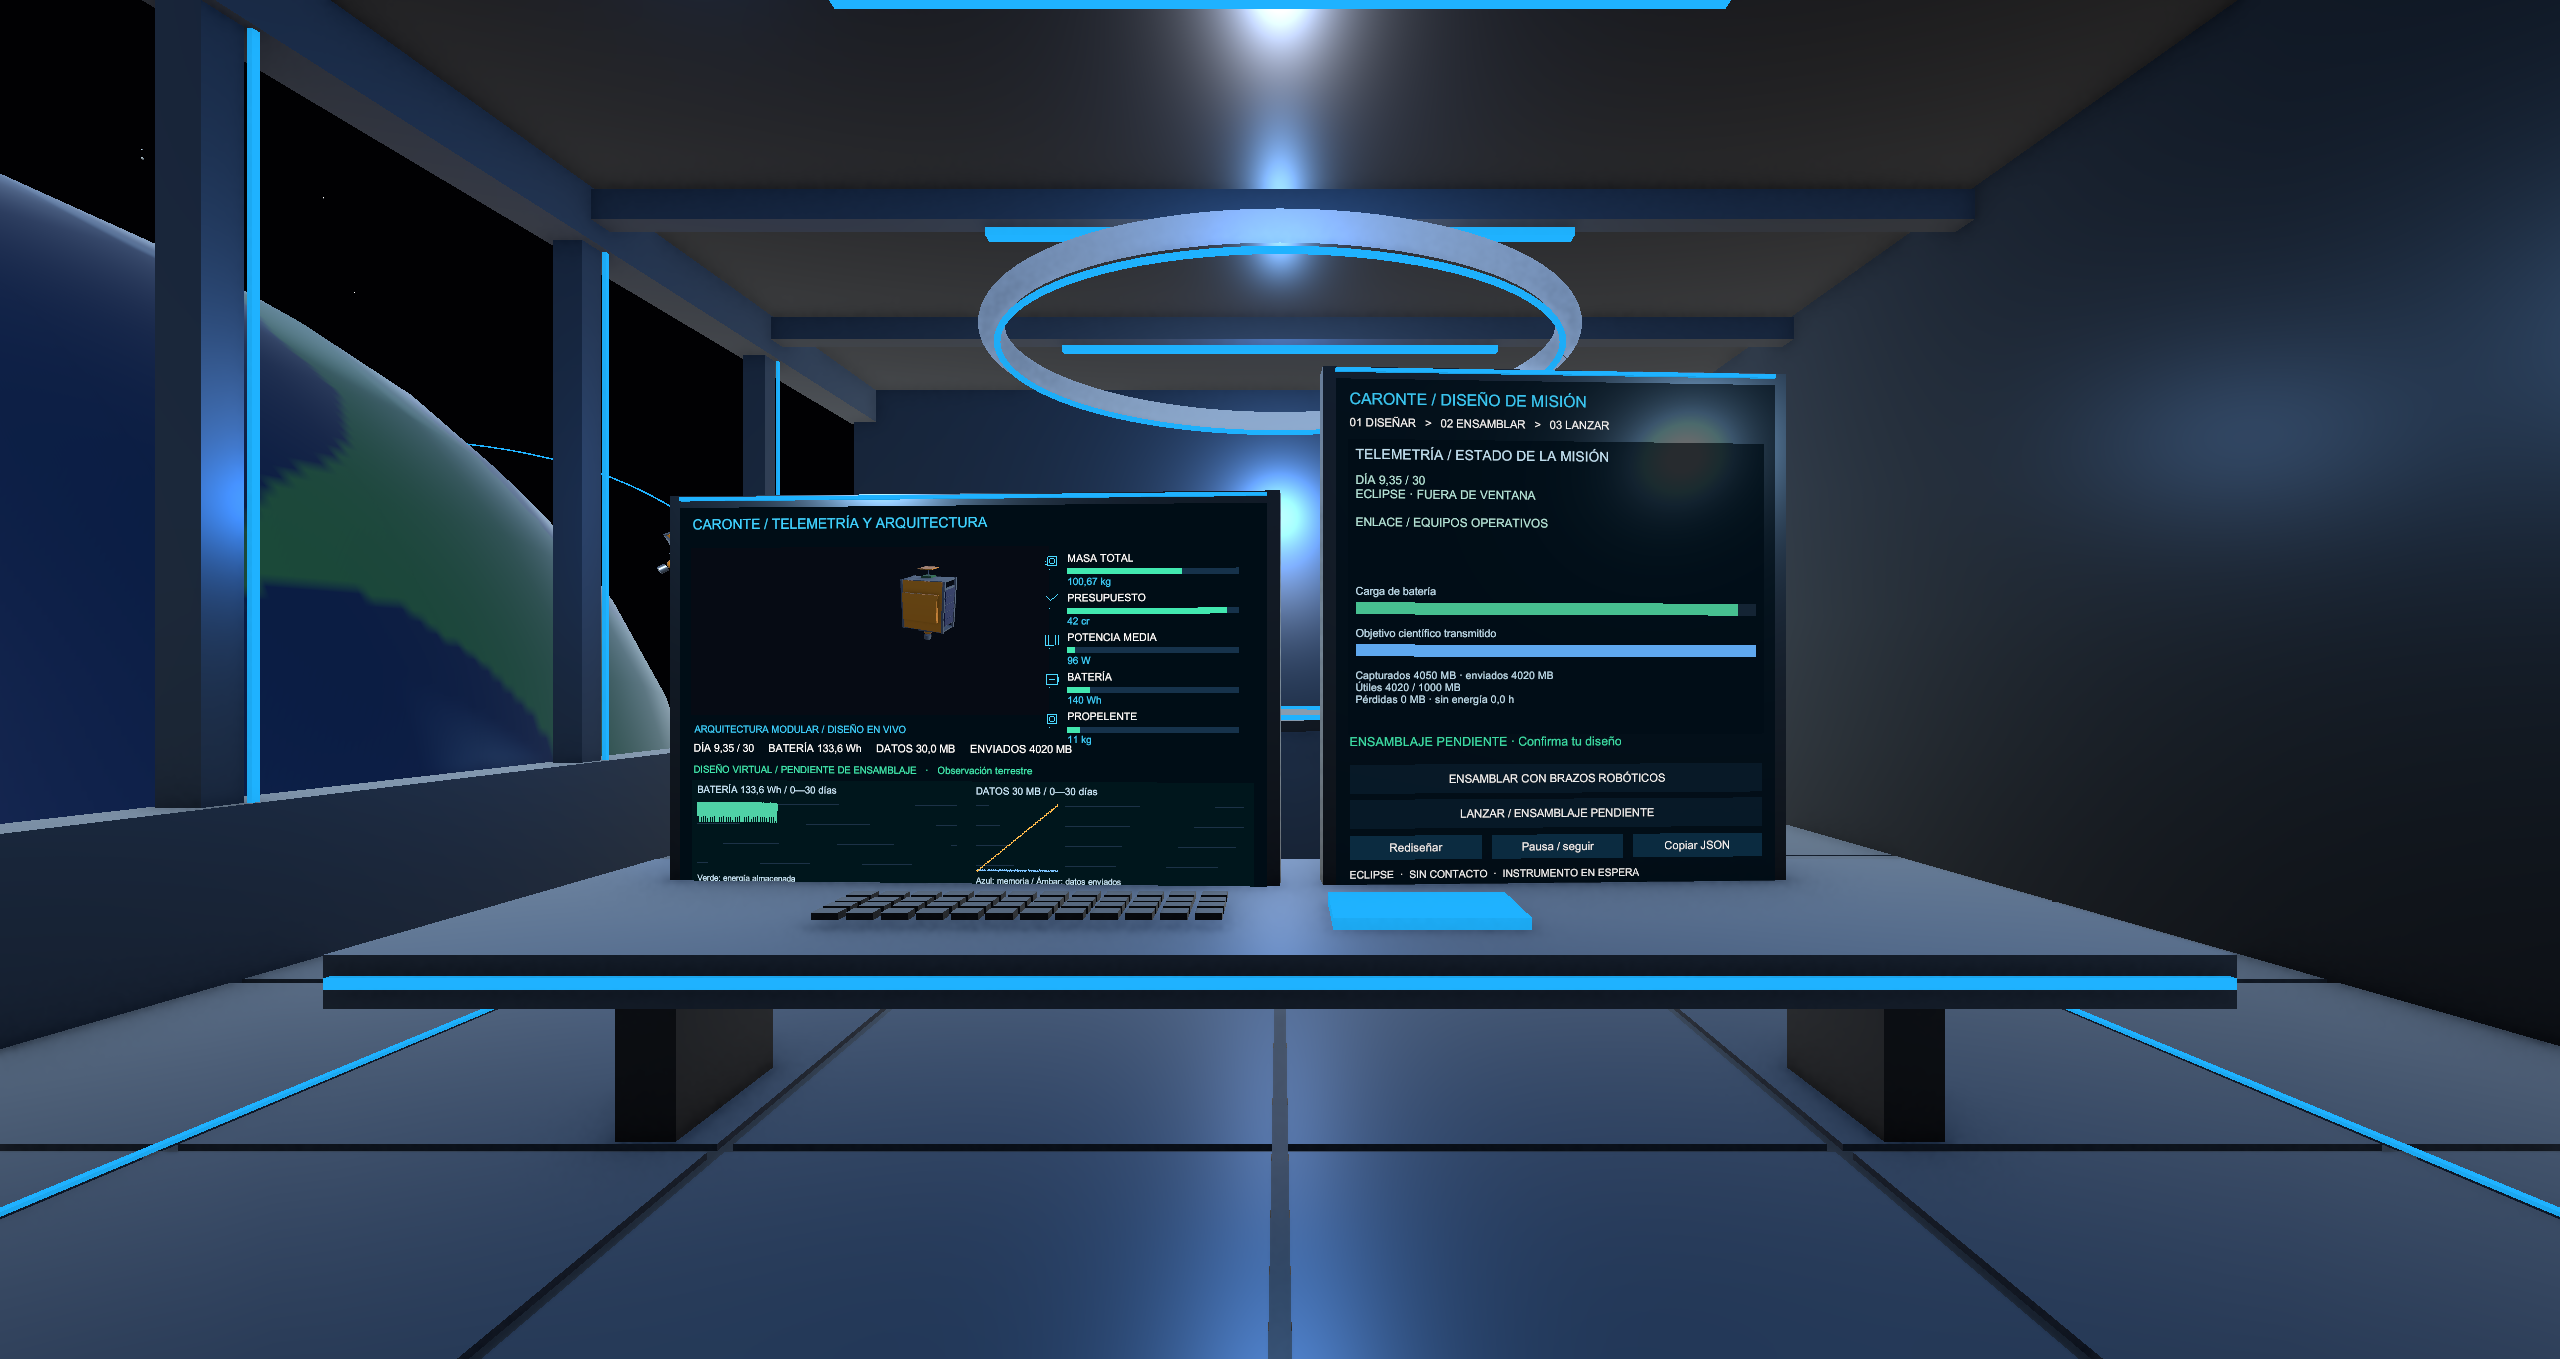 CARONTE / TELEMETRÍA Y ARQUITECTURA
MASA TOTAL
100,67 kg
PRESUPUESTO
42 cr
POTENCIA MEDIA
96 W
BATERÍA
140 Wh
PROPELENTE
11 kg
ARQUITECTURA MODULAR / DISEÑO EN VIVO
DÍA 9,35 / 30 BATERÍA 133,6 Wh DATOS 30,0 MB ENVIADOS 4020 MB
DISEÑO VIRTUAL / PENDIENTE DE ENSAMBLAJE · Observación terrestre
BATERÍA 133,6 Wh / 0—30 días
DATOS 30 MB / 0—30 días
Verde: energía almacenada
Azul: memoria / Ámbar: datos enviados
CARONTE / DISEÑO DE MISIÓN
01 DISEÑAR > 02 ENSAMBLAR > 03 LANZAR
TELEMETRÍA / ESTADO DE LA MISIÓN
DÍA 9,35 / 30
ECLIPSE · FUERA DE VENTANA
ENLACE / EQUIPOS OPERATIVOS
Carga de batería
Objetivo científico transmitido
Capturados 4050 MB · enviados 4020 MB
Útiles 4020 / 1000 MB
Pérdidas 0 MB · sin energía 0,0 h
ENSAMBLAJE PENDIENTE · Confirma tu diseño
ENSAMBLAR CON BRAZOS ROBÓTICOS
LANZAR / ENSAMBLAJE PENDIENTE
Rediseñar Pausa / seguir Copiar JSON
ECLIPSE · SIN CONTACTO · INSTRUMENTO EN ESPERA